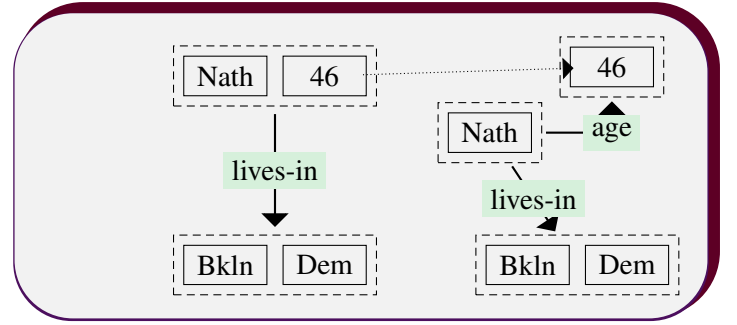 Nath 46
lives-in
Bkln Dem
46
Nath
age
lives-in
Bkln Dem